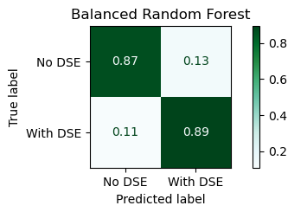 Balanced Random Forest
True label
No DSE
0.87
0.13
With DSE
0.11
0.89
No DSE
With DSE
Predicted label
0.8
0.6
0.4
0.2